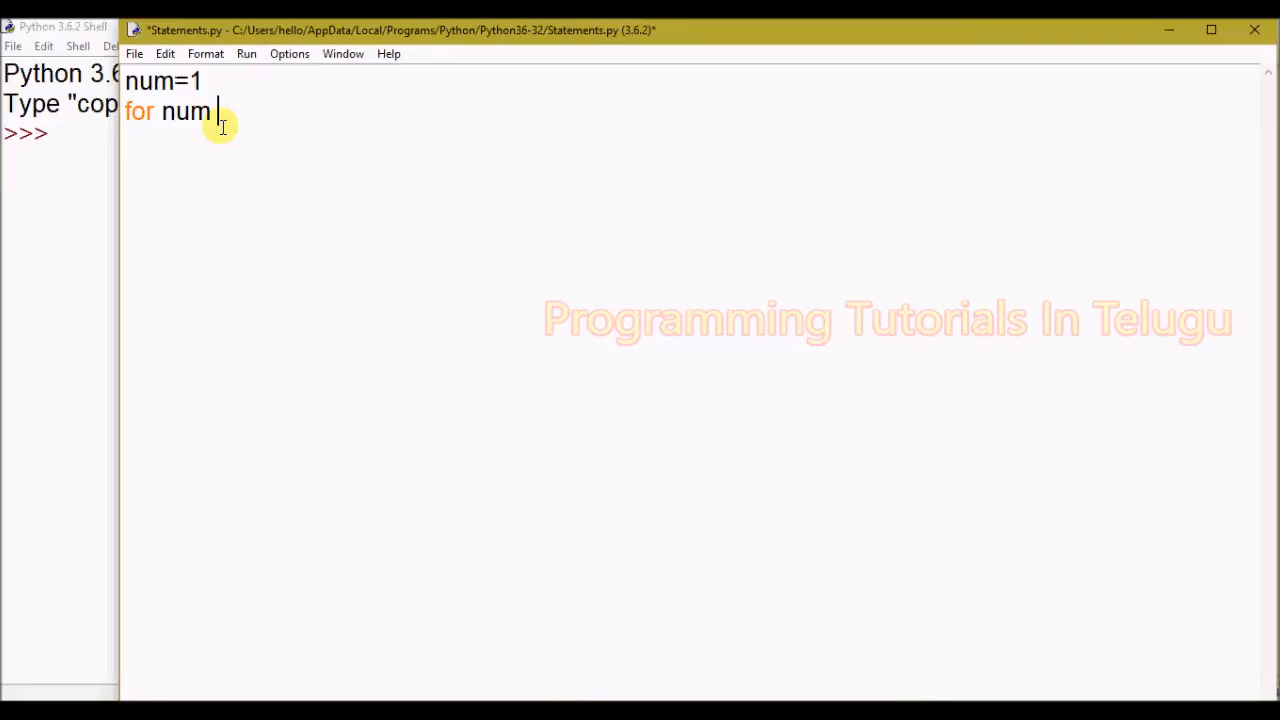 Python 3.6.2 Shell
File Edit Shell De
Python 3.6
Type "cop
>>>
*Statements.py - C:/Users/hello/AppData/Local/Programs/Python/Python36-32/Statements.py (3.6.2)*
File Edit Format Run Options Window Help
num=1
for num
Programming Tutorials In Telugu